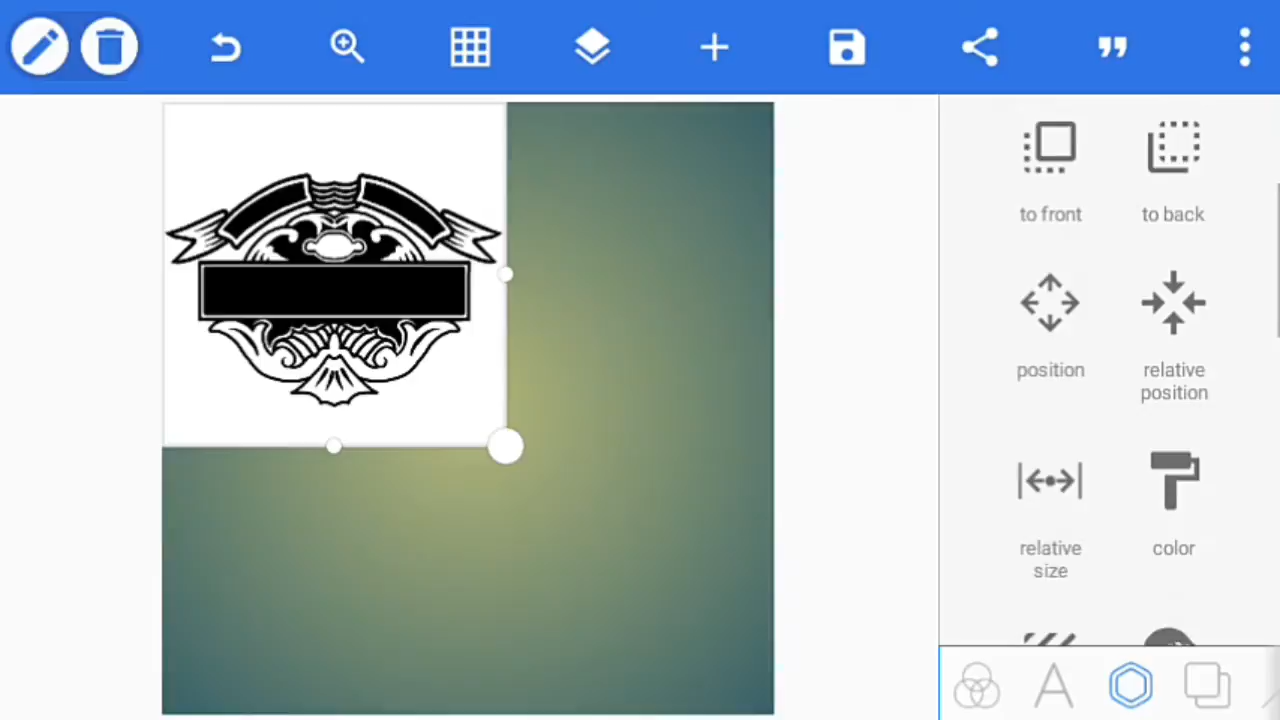 to front
to back
position
relative
position
relative
size
color